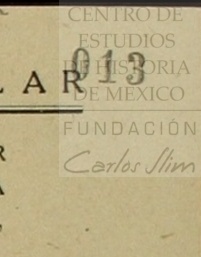 CENTRO DE
ESTUDIOS
DE HISTORIA
DE MÉXICO
FUNDACIÓN
Carlos Slim
LAR
013
R
A